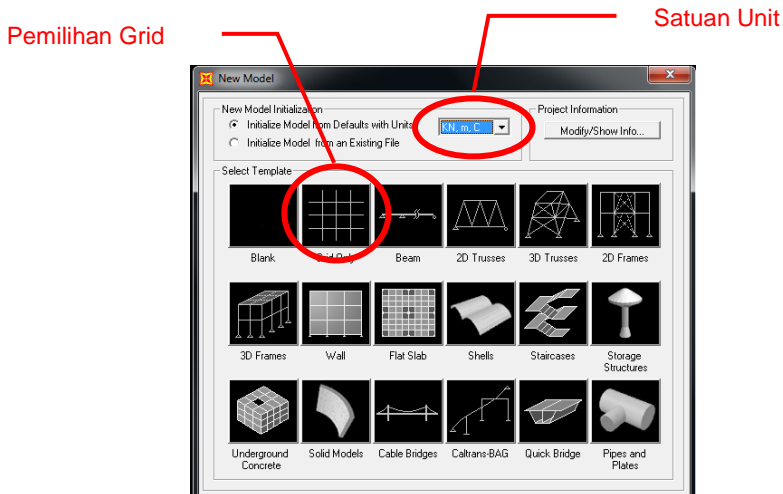 Satuan Unit
Pemilihan Grid
New Model
New Model Initialization
Project Information
Initialize Model from Defaults with Units
KN, m, C
Modify/Show Info...
Initialize Model from an Existing File
Select Template
Blank
Grid Only
Beam
2D Trusses
3D Trusses
2D Frames
3D Frames
Wall
Flat Slab
Shells
Staircases
Storage
Structures
Underground
Concrete
Solid Models
Cable Bridges
Caltrans-BAG
Quick Bridge
Pipes and
Plates